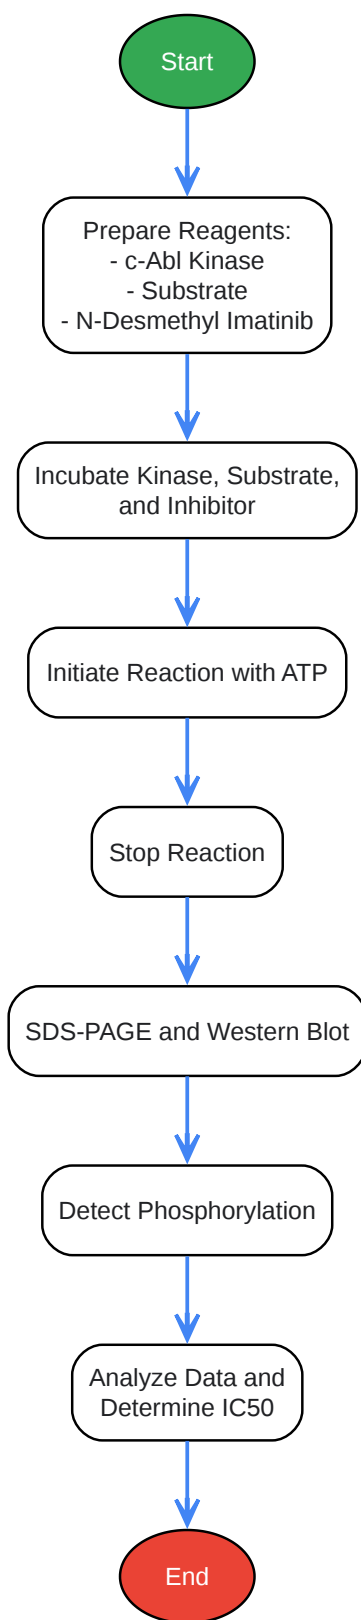 Start
Prepare Reagents:
- c-Abl Kinase
- Substrate
- N-Desmethyl Imatinib
Incubate Kinase, Substrate,
and Inhibitor
Initiate Reaction with ATP
Stop Reaction
SDS-PAGE and Western Blot
Detect Phosphorylation
Analyze Data and
Determine IC50
End